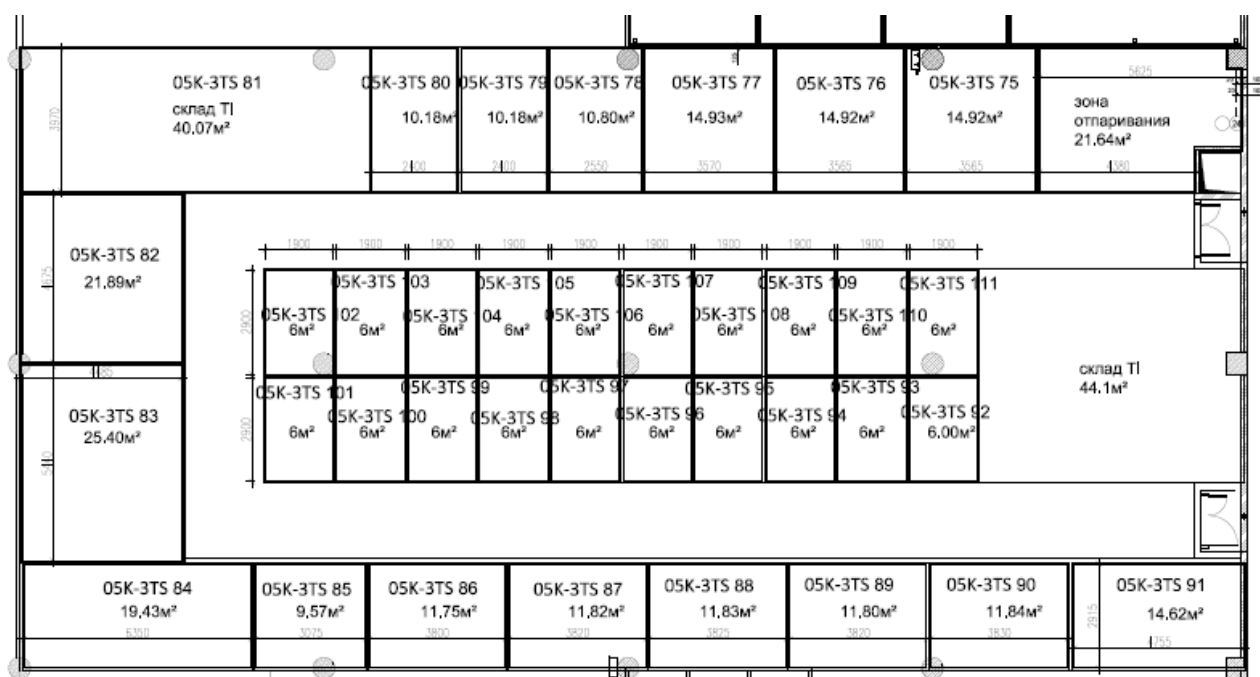 05K-3TS 81
склад TI
40.07м²
05K-3TS 80
10.18м²
05K-3TS 79
10.18м²
05K-3TS 78
10.80м²
05K-3TS 77
14.93м²
05K-3TS 76
14.92м²
05K-3TS 75
14.92м²
зона
отпаривания
21.64м²
5625
3970
2400
2400
2550
3570
3565
3565
4380
05K-3TS 82
21.89м²
05K-3TS 83
25.40м²
1900
1900
1900
1900
1900
1900
1900
1900
1900
1900
05K-3TS 103
05K-3TS 105
05K-3TS 107
05K-3TS 109
05K-3TS 111
05K-3TS 102
05K-3TS 104
05K-3TS 106
05K-3TS 108
05K-3TS 110
6м²
6м²
6м²
6м²
6м²
6м²
6м²
6м²
6м²
6м²
2900
05K-3TS 101
05K-3TS 99
05K-3TS 97
05K-3TS 95
05K-3TS 93
05K-3TS 100
05K-3TS 98
05K-3TS 96
05K-3TS 94
05K-3TS 92
6м²
6м²
6м²
6м²
6м²
6м²
6м²
6м²
6м²
6.00м²
2900
склад TI
44.1м²
05K-3TS 84
19,43м²
6350
05K-3TS 85
9,57м²
3075
05K-3TS 86
11,75м²
3800
05K-3TS 87
11,82м²
3820
05K-3TS 88
11,83м²
3825
05K-3TS 89
11,80м²
3820
05K-3TS 90
11,84м²
3830
05K-3TS 91
14.62м²
2915
4755